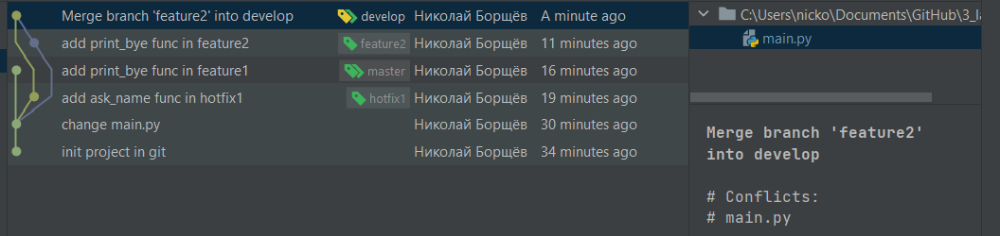 Merge branch 'feature2' into develop develop Николай Борщёв A minute ago
add print_bye func in feature2 feature2 Николай Борщёв 11 minutes ago
add print_bye func in feature1 master Николай Борщёв 16 minutes ago
add ask_name func in hotfix1 hotfix1 Николай Борщёв 19 minutes ago
change main.py Николай Борщёв 30 minutes ago
init project in git Николай Борщёв 34 minutes ago
C:\Users\nicko\Documents\GitHub\3_la
main.py
Merge branch 'feature2'
into develop
# Conflicts:
# main.py